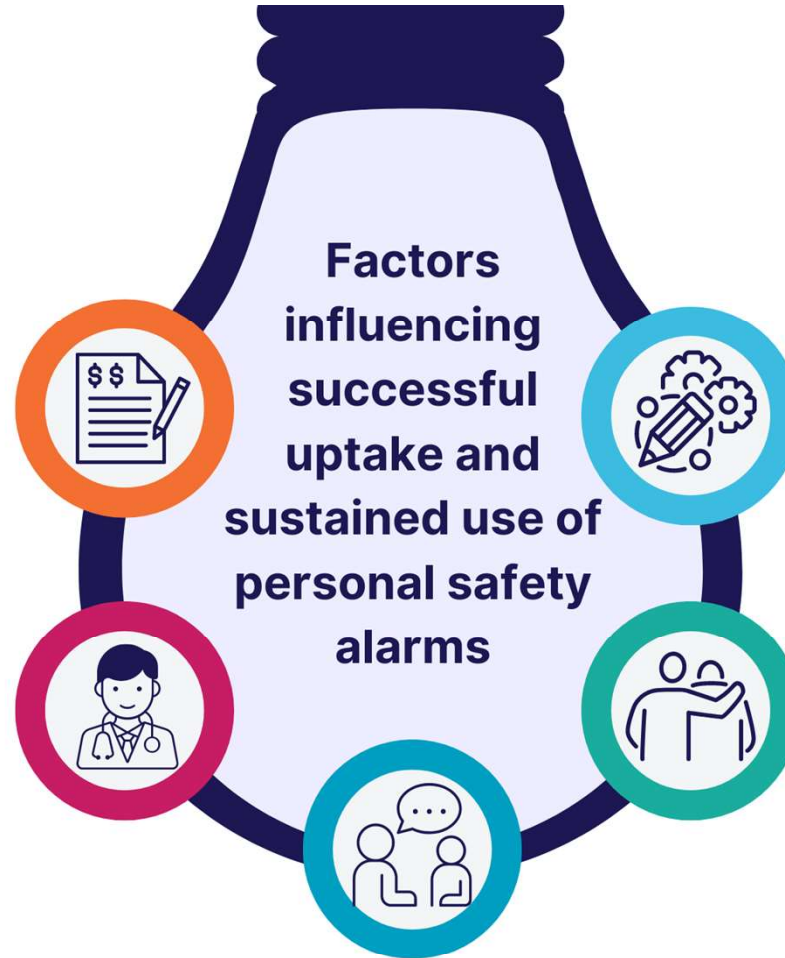 Factors
influencing
successful
uptake and
sustained use of
personal safety
alarms
$ $